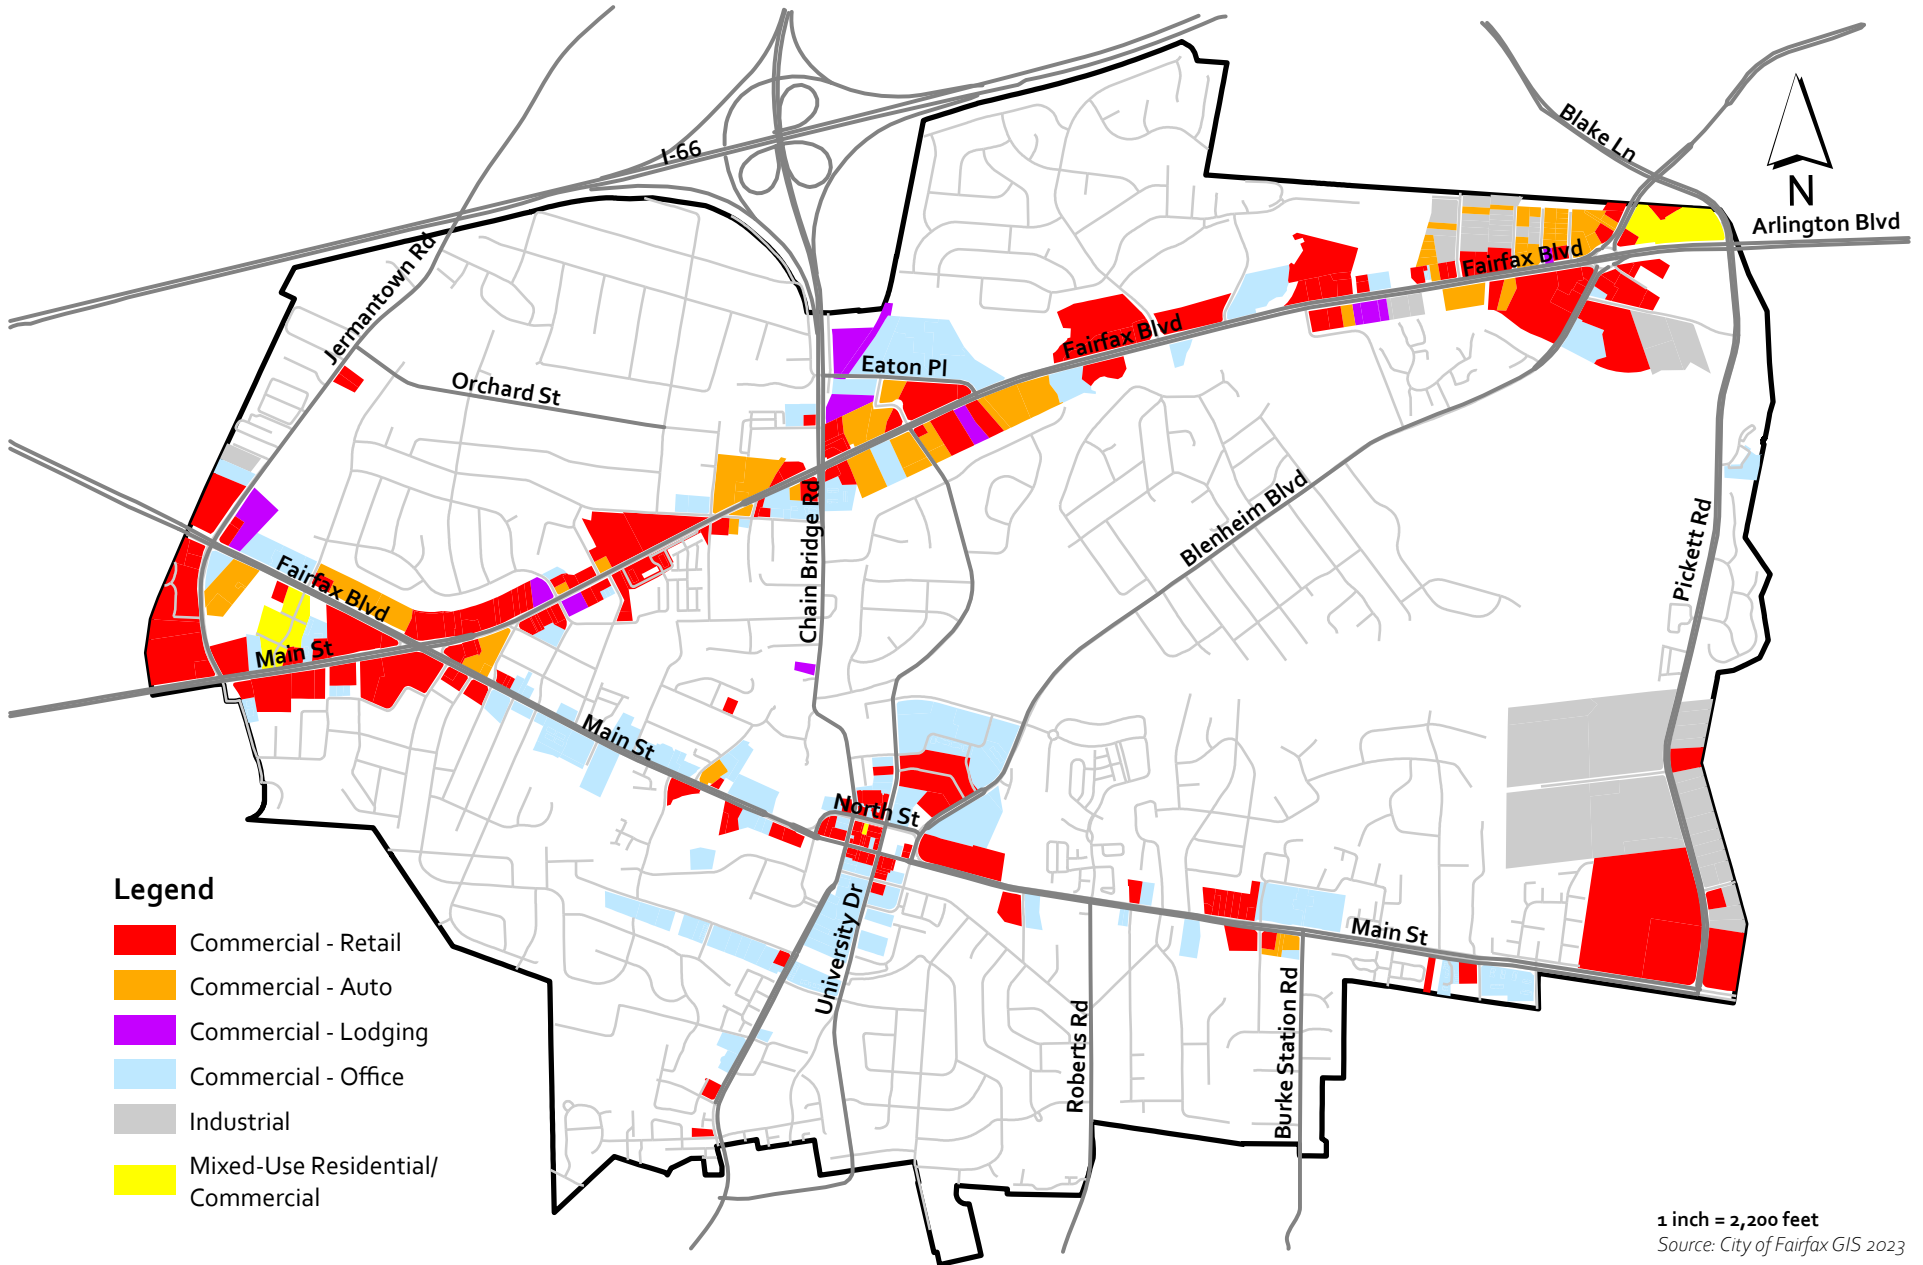 I-66
Blake Ln
N
Arlington Blvd
Jermantown Rd
Fairfax Blvd
Fairfax Blvd
Eaton Pl
Orchard St
Chain Bridge Rd
Blenheim Blvd
Pickett Rd
Fairfax Blvd
Main St
Main St
North St
University Dr
Main St
Roberts Rd
Burke Station Rd
Legend
Commercial - Retail
Commercial - Auto
Commercial - Lodging
Commercial - Office
Industrial
Mixed-Use Residential/
Commercial
1 inch = 2,200 feet
Source: City of Fairfax GIS 2023